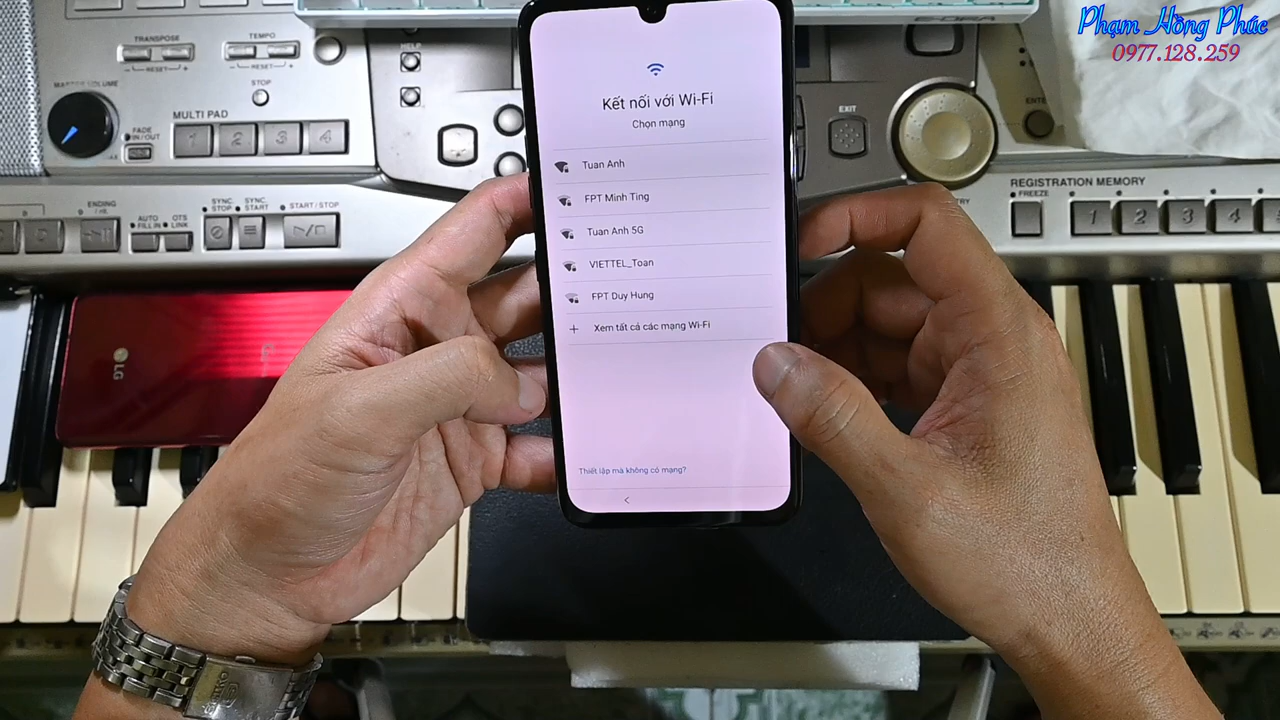 Phạm Hồng Phúc
0977.128.259
TRANSPOSE
RESET
TEMPO
RESET
HELP
MASTER VOLUME
STOP
FADE
IN/OUT
MULTI PAD
1 2 3 4
EXIT
ENTER
REGISTRATION MEMORY
FREEZE
1 2 3 4
ENDING
AUTO
FILL IN
OTS
LINK
SYNC.
STOP
SYNC.
START
START / STOP
LG
Kết nối với Wi-Fi
Chọn mạng
Tuan Anh
FPT Minh Ting
Tuan Anh 5G
VIETTEL_Toan
FPT Duy Hung
Xem tất cả các mạng Wi-Fi
Thiết lập mà không có mạng?